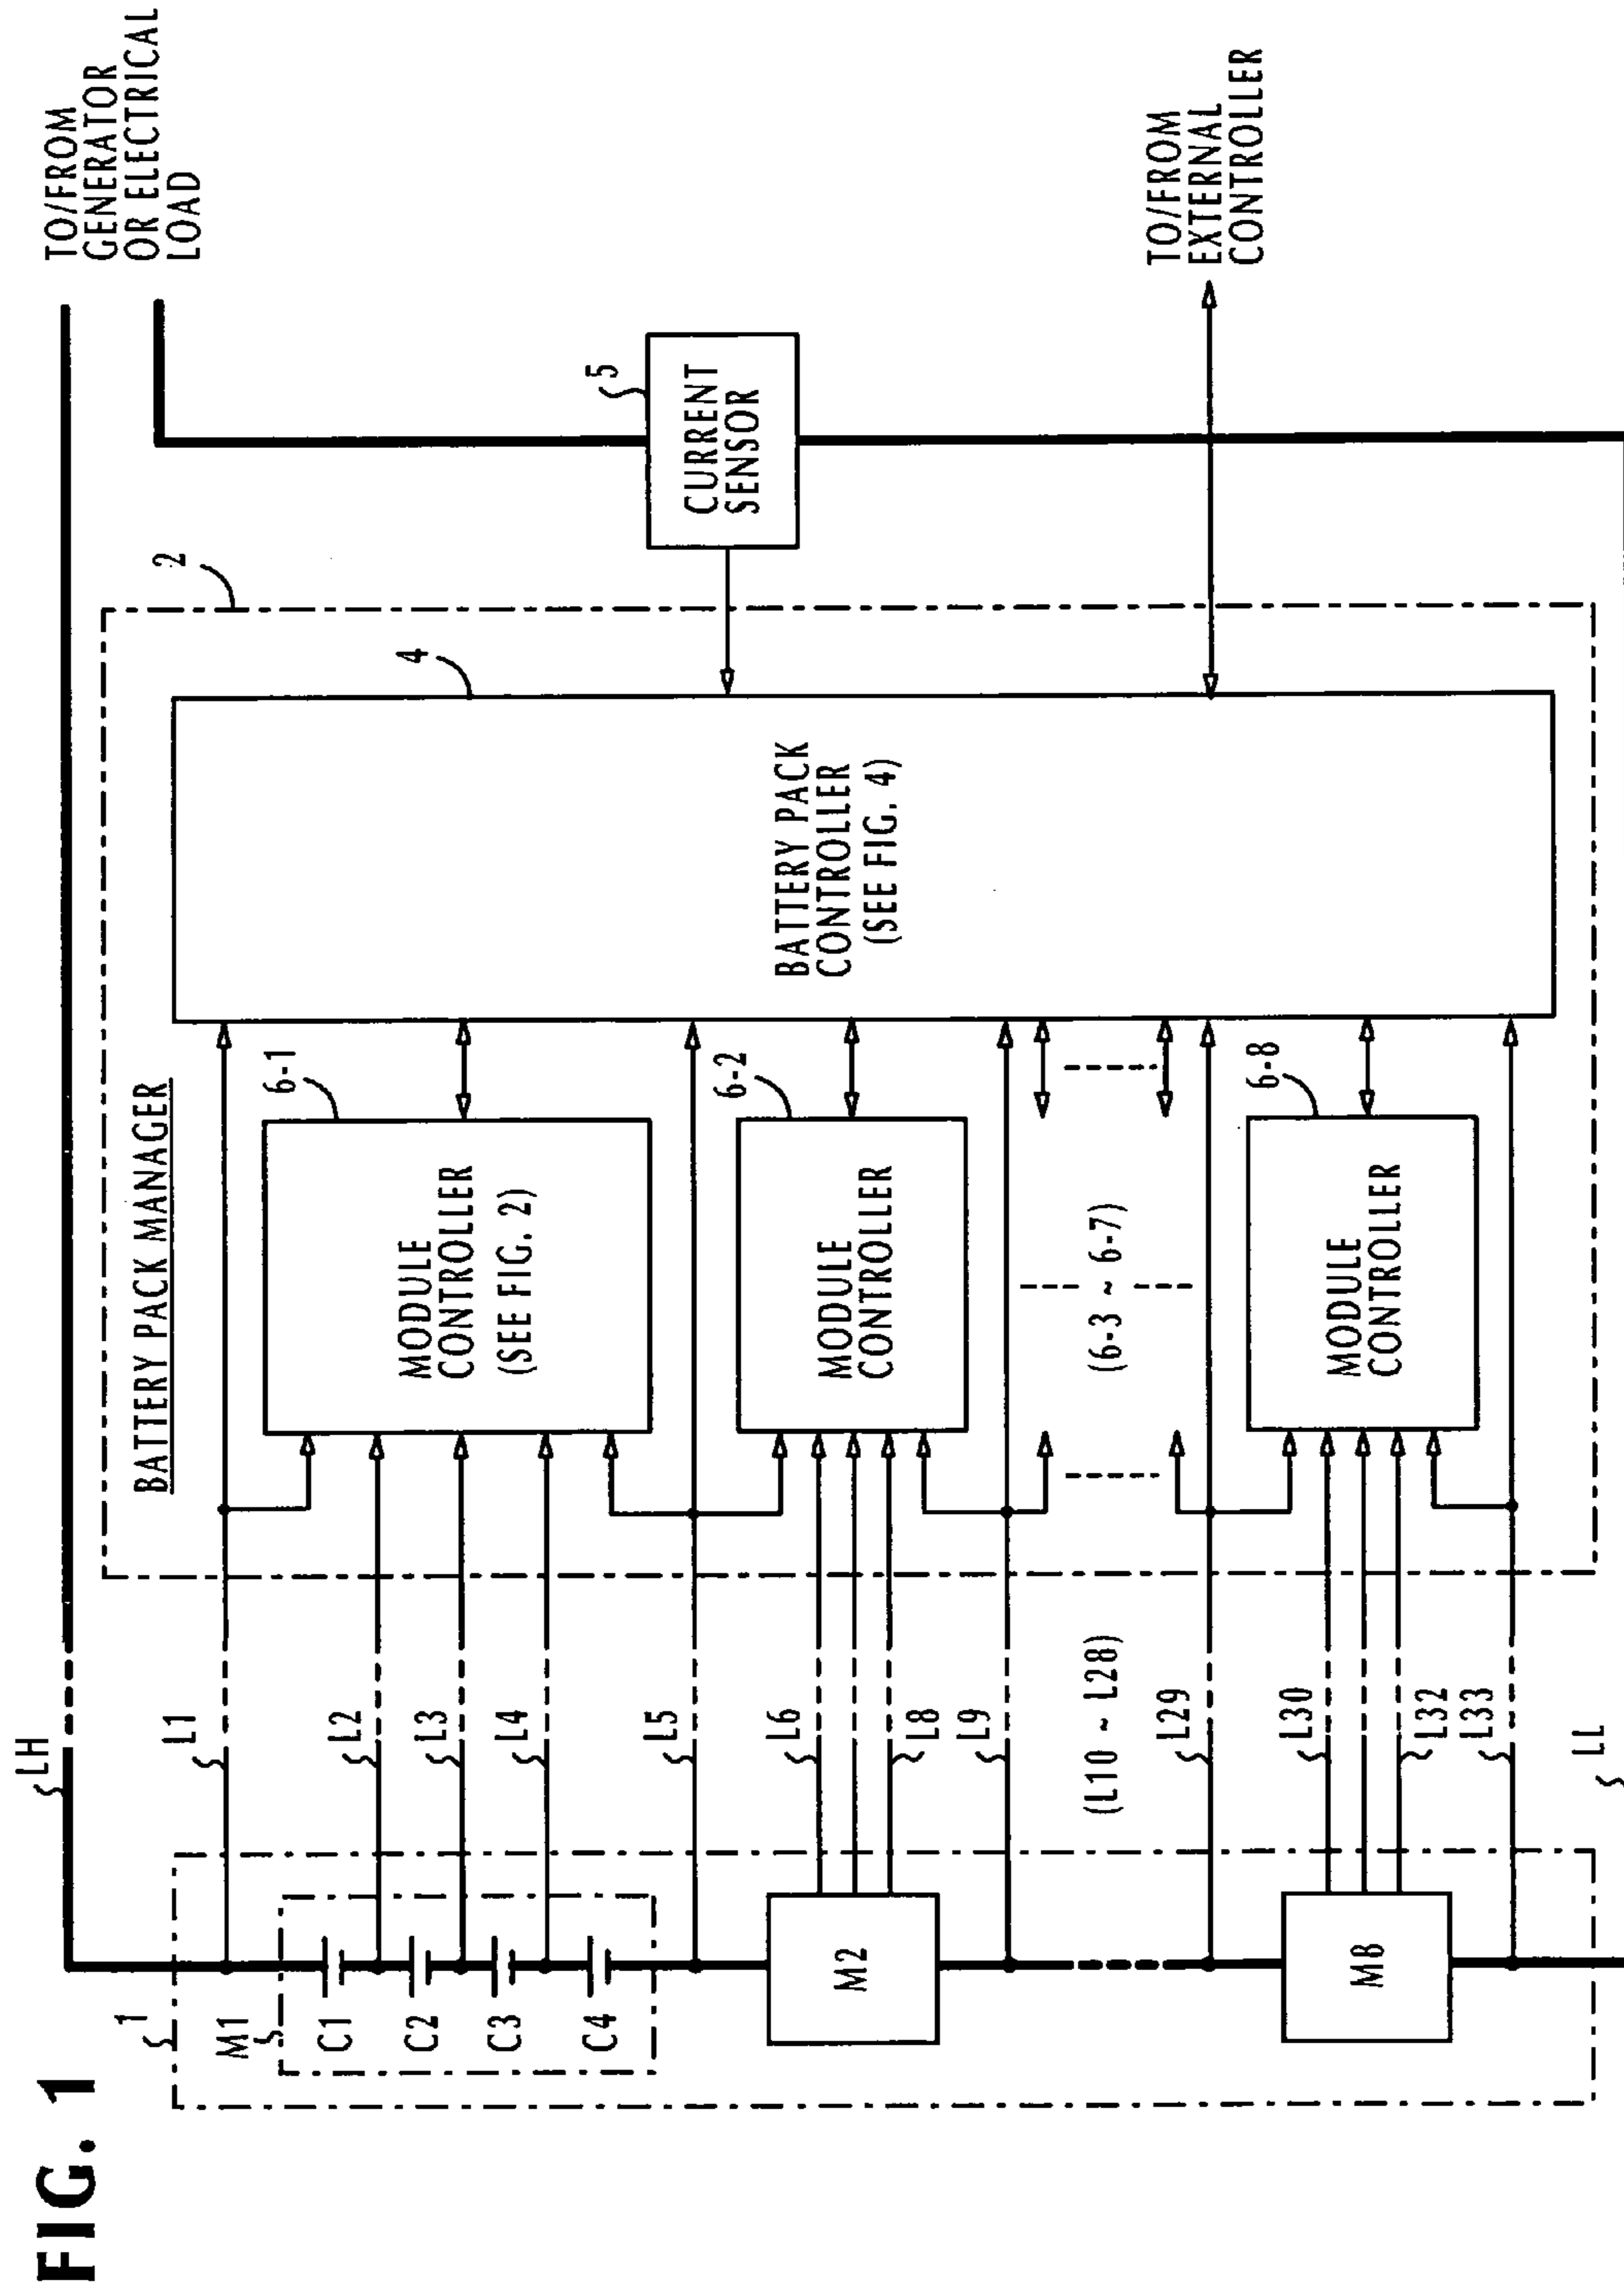 FIG. 1
LH
TO/FROM
GENERATOR
OR ELECTRICAL
LOAD
1
M1
C1
C2
C3
C4
M2
M8
L1
L2
L3
L4
L5
L6
L8
L9
(L10 ~ L28)
L29
L30
L32
L33
LL
BATTERY PACK MANAGER
2
MODULE
CONTROLLER
(SEE FIG. 2)
6-1
MODULE
CONTROLLER
6-2
(6-3 ~ 6-7)
MODULE
CONTROLLER
6-8
BATTERY PACK
CONTROLLER
(SEE FIG. 4)
4
CURRENT
SENSOR
5
TO/FROM
EXTERNAL
CONTROLLER